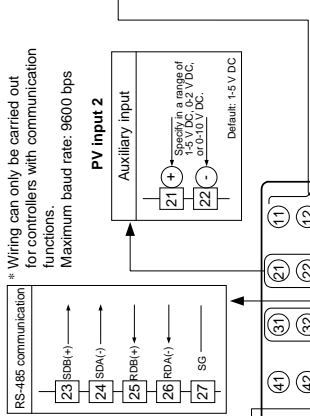 * Wiring can only be carried out
for controllers with communication
functions.
Maximum baud rate: 9600 bps
RS-485 communication
23 SDB(+)
24 SDA(-)
25 RDB(+)
26 RDA(-)
27 SG
PV input 2
Auxiliary input
21 +
22 -
Specify in a range of
1-5 V DC, 0-2 V DC,
or 0-10 V DC.
Default: 1-5 V DC
41 31 21 11
42 32 22 12